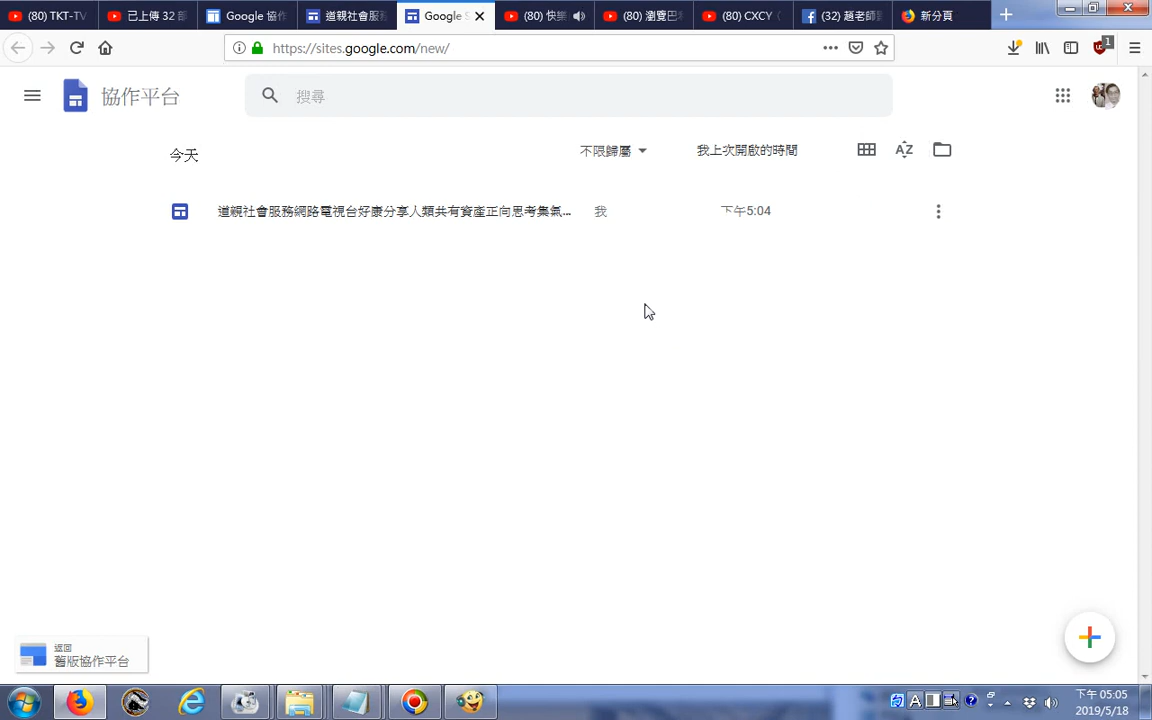 (80) TKT-TV
已上傳 32 部
Google 協作
道親社會服務
Google S
(80) 快樂
(80) 瀏覽巴
(80) CXCY
(32) 趙老師
新分頁
https://sites.google.com/new/
1
協作平台
搜尋
今天
不限歸屬
我上次開啟的時間
AZ
道親社會服務網路電視台好康分享人類共有資產正向思考集氣...
我
下午5:04
返回
舊版協作平台
下午 05:05
2019/5/18